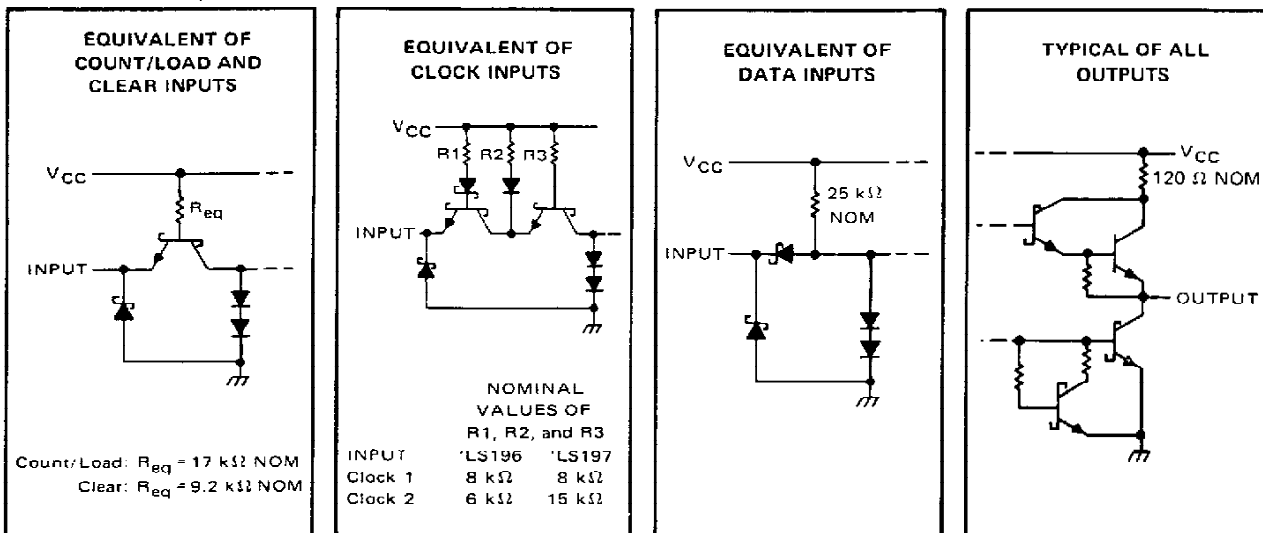 EQUIVALENT OF
COUNT/LOAD AND
CLEAR INPUTS
VCC
Req
INPUT
Count/Load: Req = 17 kΩ NOM
Clear: Req = 9.2 kΩ NOM
EQUIVALENT OF
CLOCK INPUTS
VCC
R1 R2 R3
INPUT
NOMINAL
VALUES OF
R1, R2, and R3
INPUT 'LS196 'LS197
Clock 1 8 kΩ 8 kΩ
Clock 2 6 kΩ 15 kΩ
EQUIVALENT OF
DATA INPUTS
VCC
25 kΩ
NOM
INPUT
TYPICAL OF ALL
OUTPUTS
VCC
120 Ω NOM
OUTPUT